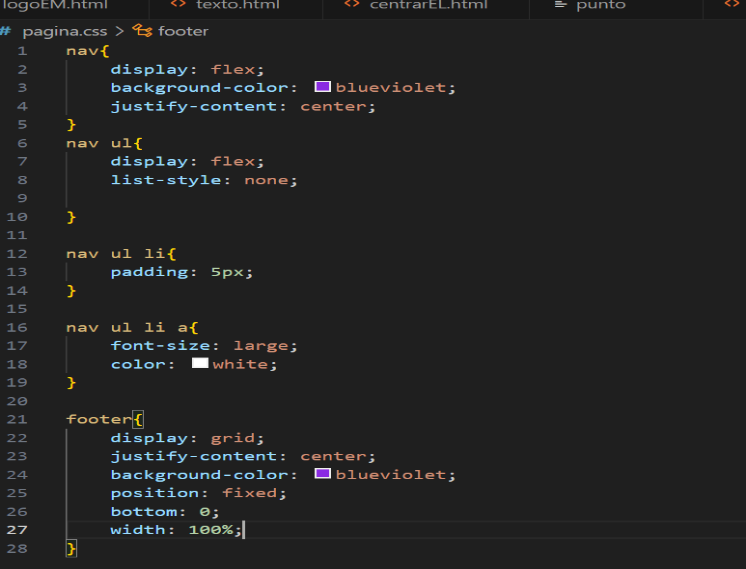 logoEM.html <> texto.html <> centrarEL.html punto <>
# pagina.css > footer
1 nav{
2 display: flex;
3 background-color: blueviolet;
4 justify-content: center;
5 }
6 nav ul{
7 display: flex;
8 list-style: none;
9
10 }
11
12 nav ul li{
13 padding: 5px;
14 }
15
16 nav ul li a{
17 font-size: large;
18 color: white;
19 }
20
21 footer{
22 display: grid;
23 justify-content: center;
24 background-color: blueviolet;
25 position: fixed;
26 bottom: 0;
27 width: 100%;
28 }